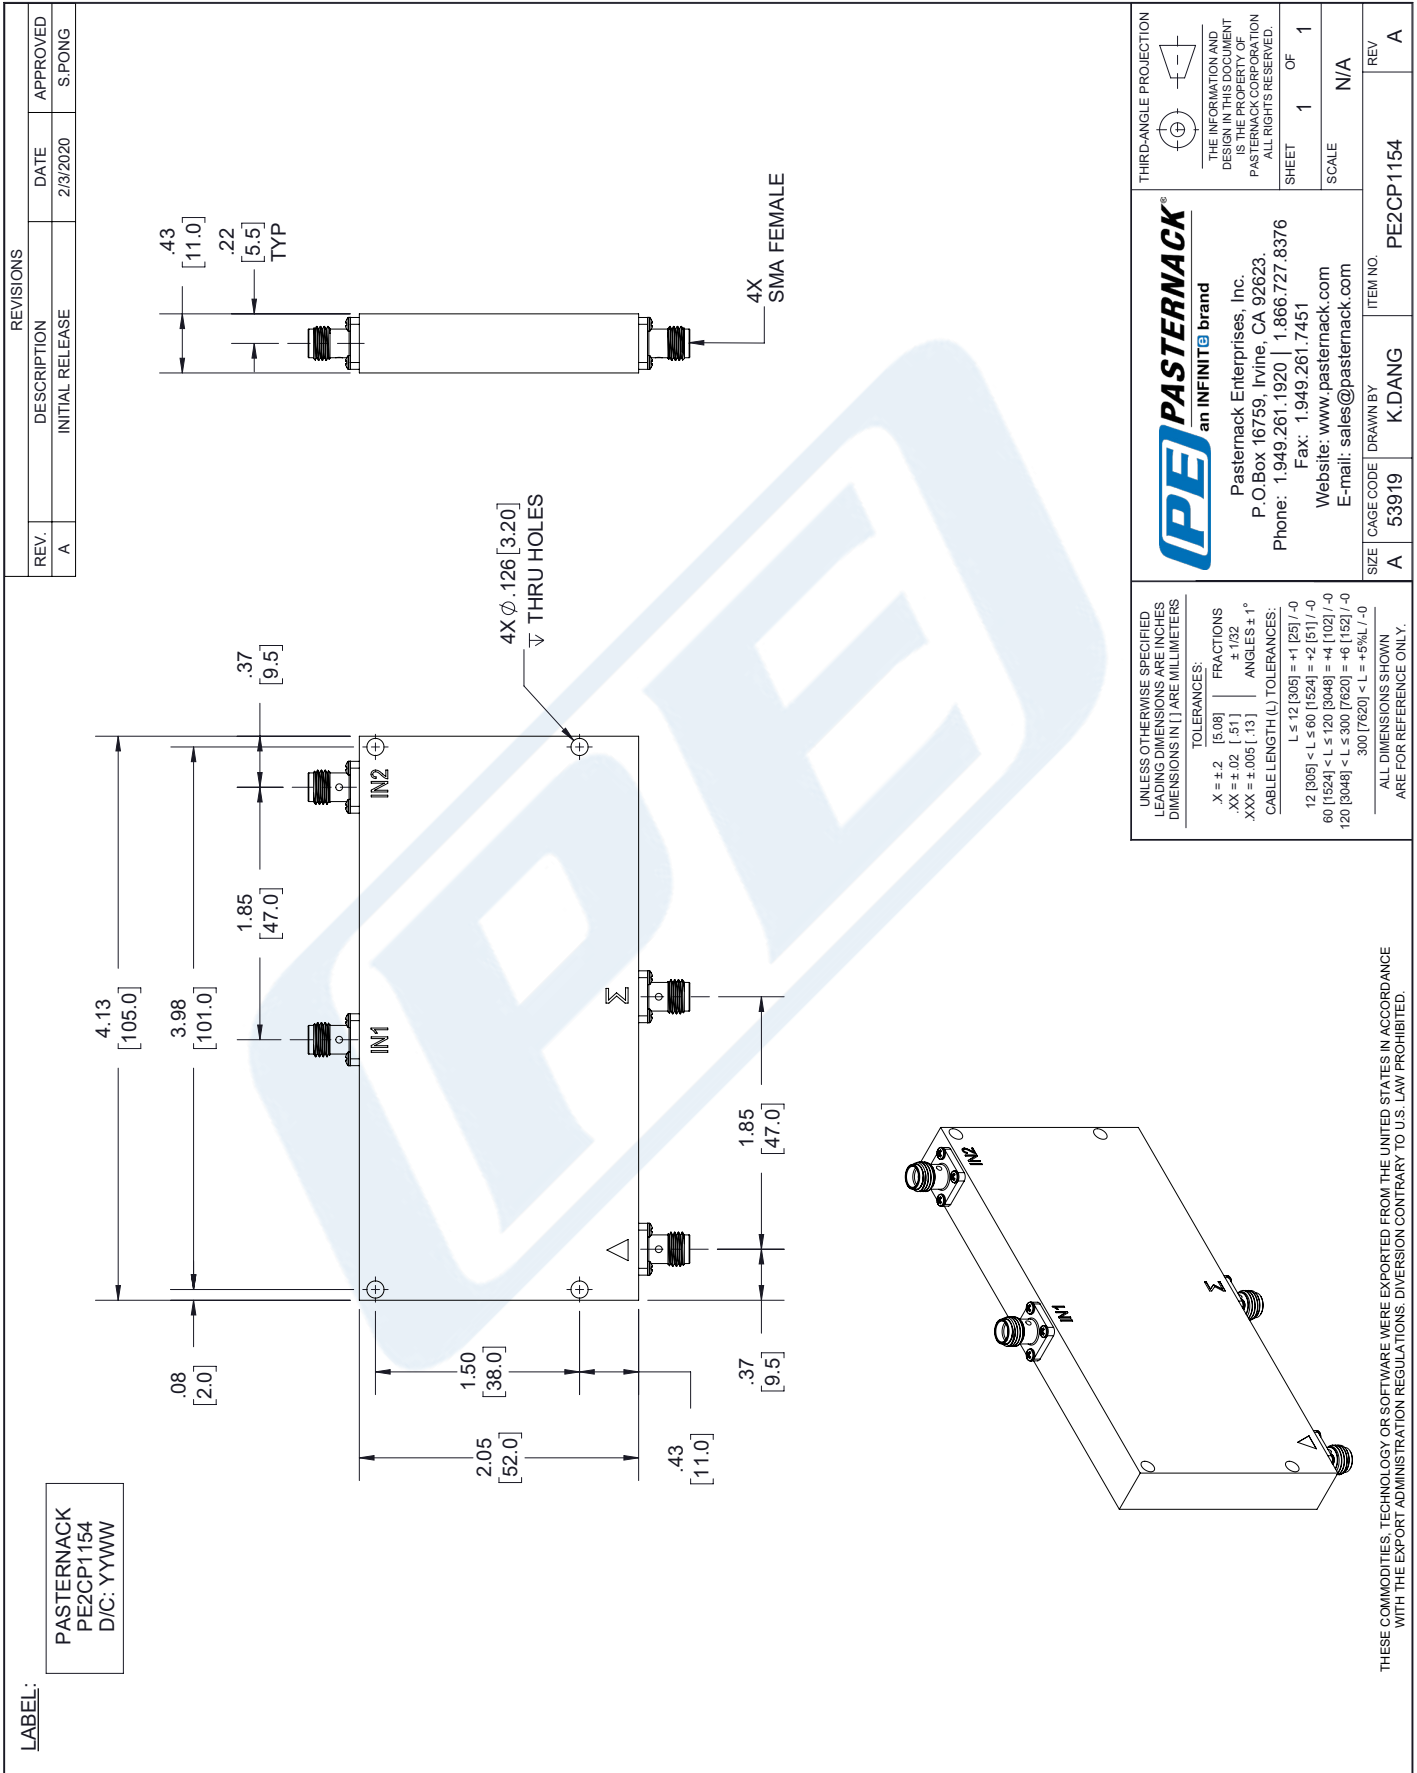 LABEL:
PASTERNACK
PE2CP1154
D/C: YYWW
REVISIONS
REV.
DESCRIPTION
DATE
APPROVED
A
INITIAL RELEASE
2/3/2020
S.PONG
4.13
[105.0]
3.98
[101.0]
.08
[2.0]
1.85
[47.0]
.37
[9.5]
.43
[11.0]
.22
[5.5]
TYP
IN1
IN2
Σ
△
4X ∅ .126 [3.20]
↧ THRU HOLES
4X
SMA FEMALE
1.50
[38.0]
2.05
[52.0]
.43
[11.0]
.37
[9.5]
1.85
[47.0]
IN1
IN2
Σ
△
PE
THESE COMMODITIES, TECHNOLOGY OR SOFTWARE WERE EXPORTED FROM THE UNITED STATES IN ACCORDANCE
WITH THE EXPORT ADMINISTRATION REGULATIONS. DIVERSION CONTRARY TO U.S. LAW PROHIBITED.
UNLESS OTHERWISE SPECIFIED
LEADING DIMENSIONS ARE INCHES
DIMENSIONS IN [ ] ARE MILLIMETERS
TOLERANCES:
.X = ± .2 [5.08]
FRACTIONS
.XX = ± .02 [ .51]
± 1/32
.XXX = ± .005 [ .13 ]
ANGLES ± 1°
CABLE LENGTH (L) TOLERANCES:
L ≤ 12 [305] = +1 [25] / -0
12 [305] < L ≤ 60 [1524] = +2 [51] / -0
60 [1524] < L ≤ 120 [3048] = +4 [102] / -0
120 [3048] < L ≤ 300 [7620] = +6 [152] / -0
300 [7620] < L = +5%L / -0
ALL DIMENSIONS SHOWN
ARE FOR REFERENCE ONLY.
PE PASTERNACK®
an INFINITe brand
Pasternack Enterprises, Inc.
P.O.Box 16759, Irvine, CA 92623.
Phone: 1.949.261.1920 | 1.866.727.8376
Fax: 1.949.261.7451
Website: www.pasternack.com
E-mail: sales@pasternack.com
THIRD-ANGLE PROJECTION
THE INFORMATION AND
DESIGN IN THIS DOCUMENT
IS THE PROPERTY OF
PASTERNACK CORPORATION
ALL RIGHTS RESERVED.
SHEET 1 OF 1
SCALE N/A
SIZE A
CAGE CODE 53919
DRAWN BY K.DANG
ITEM NO. PE2CP1154
REV A